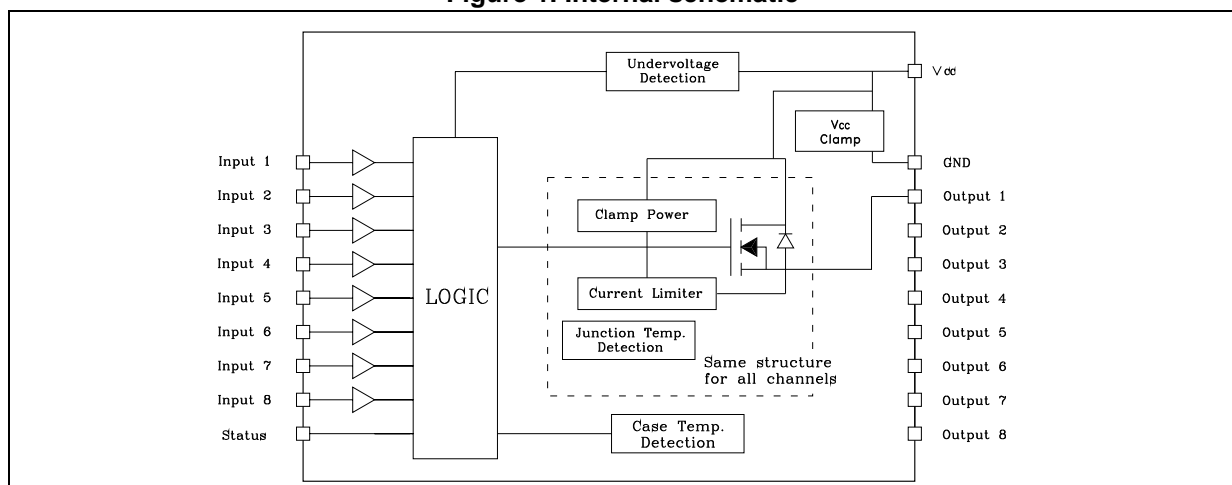 Figure 1. Internal schematic
Undervoltage
Detection
Vcc
Vcc
Clamp
Input 1
GND
Input 2
Output 1
Clamp Power
Input 3
Output 2
Input 4
Output 3
Input 5
LOGIC
Current Limiter
Output 4
Input 6
Junction Temp.
Detection
Output 5
Input 7
Same structure
for all channels
Output 6
Input 8
Output 7
Status
Case Temp.
Detection
Output 8